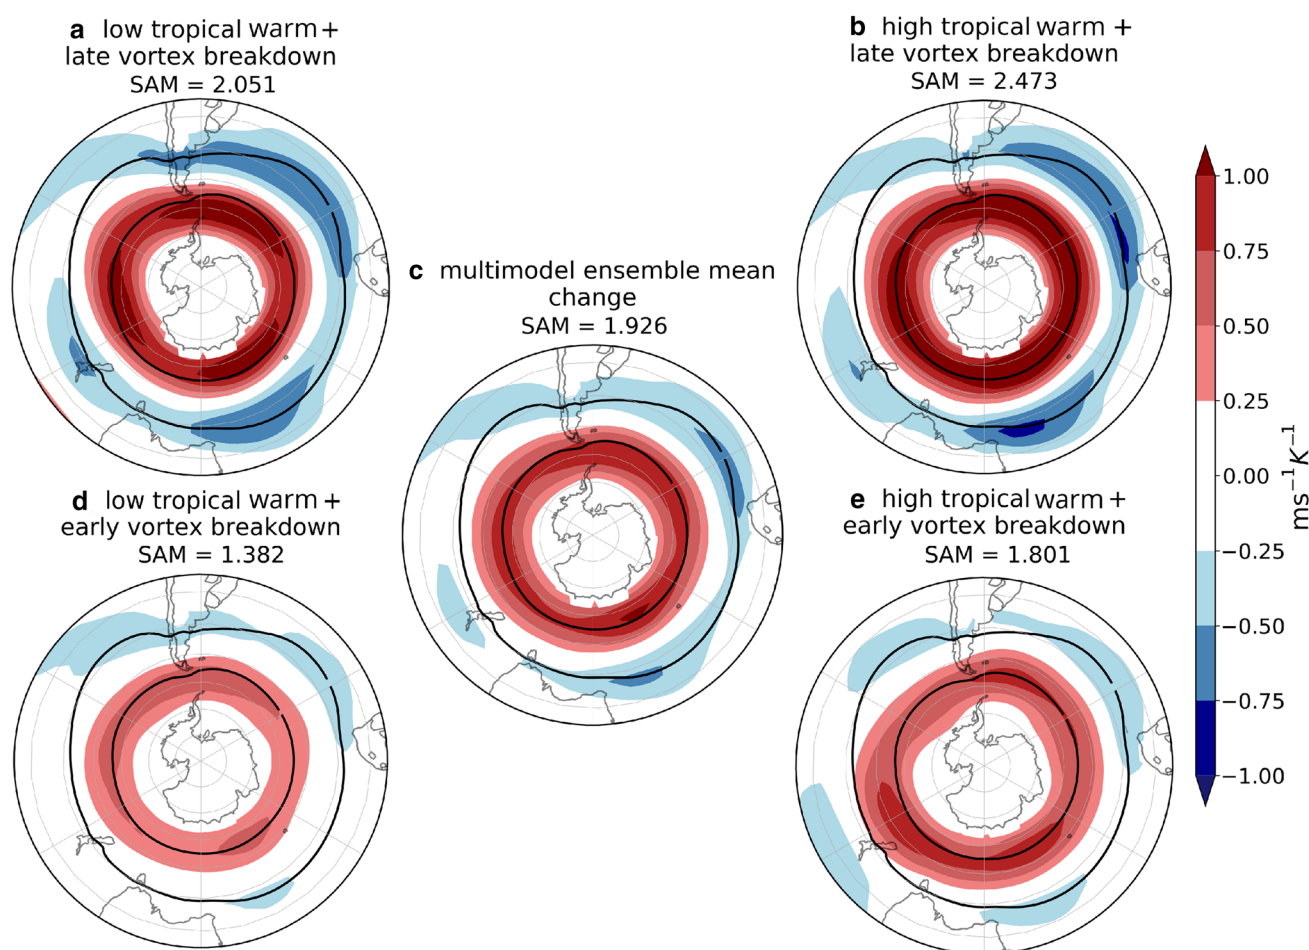 a low tropical warm +
late vortex breakdown
SAM = 2.051
b high tropical warm +
late vortex breakdown
SAM = 2.473
c multimodel ensemble mean
change
SAM = 1.926
d low tropical warm +
early vortex breakdown
SAM = 1.382
e high tropical warm +
early vortex breakdown
SAM = 1.801
1.00
0.75
0.50
0.25
0.00
−0.25
−0.50
−0.75
−1.00
ms⁻¹K⁻¹